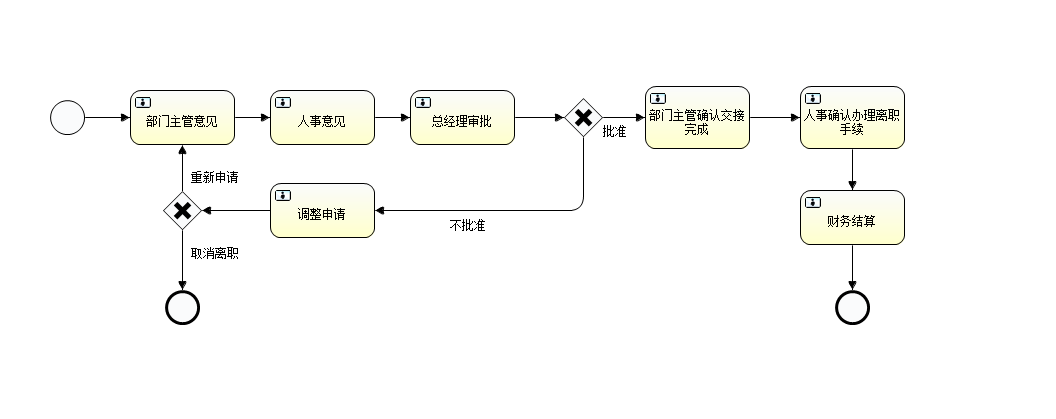 部门主管意见
人事意见
总经理审批
批准
部门主管确认交接
完成
人事确认办理离职
手续
重新申请
调整申请
不批准
财务结算
取消离职